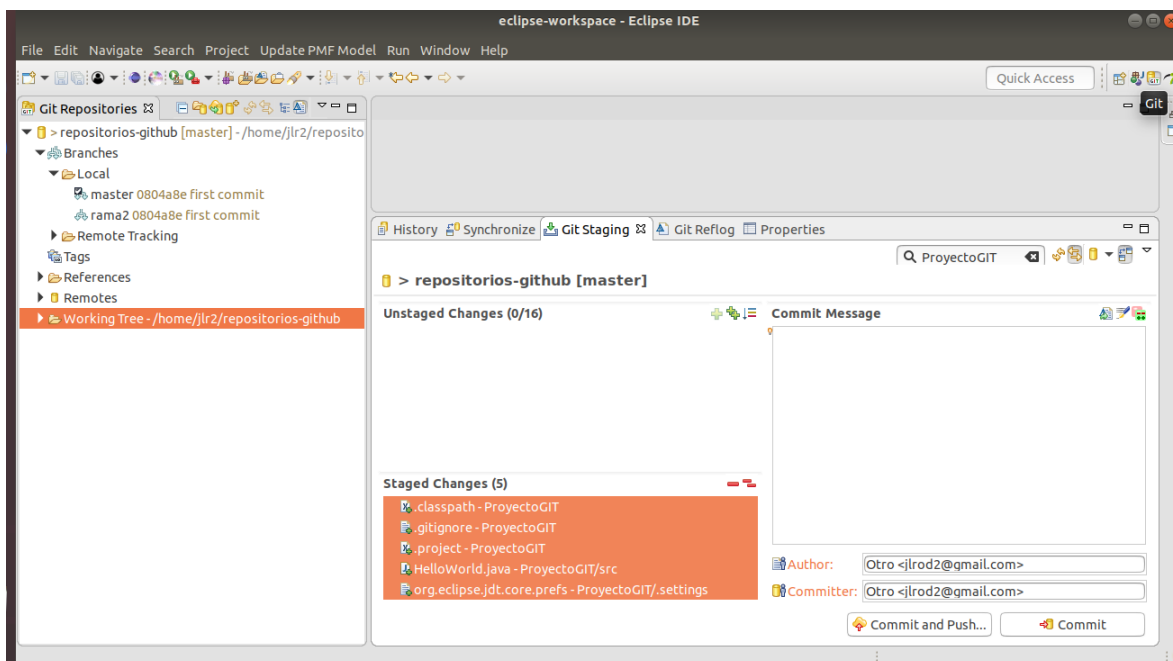 eclipse-workspace - Eclipse IDE
File Edit Navigate Search Project Update PMF Model Run Window Help
Quick Access
Git Repositories
Git
> repositorios-github [master] - /home/jlr2/reposito
Branches
Local
master 0804a8e first commit
rama2 0804a8e first commit
Remote Tracking
Tags
References
Remotes
Working Tree - /home/jlr2/repositorios-github
History Synchronize Git Staging Git Reflog Properties
ProyectoGIT
> repositorios-github [master]
Unstaged Changes (0/16)
Commit Message
Staged Changes (5)
.classpath - ProyectoGIT
.gitignore - ProyectoGIT
.project - ProyectoGIT
HelloWorld.java - ProyectoGIT/src
org.eclipse.jdt.core.prefs - ProyectoGIT/.settings
Author: Otro <jlrod2@gmail.com>
Committer: Otro <jlrod2@gmail.com>
Commit and Push... Commit